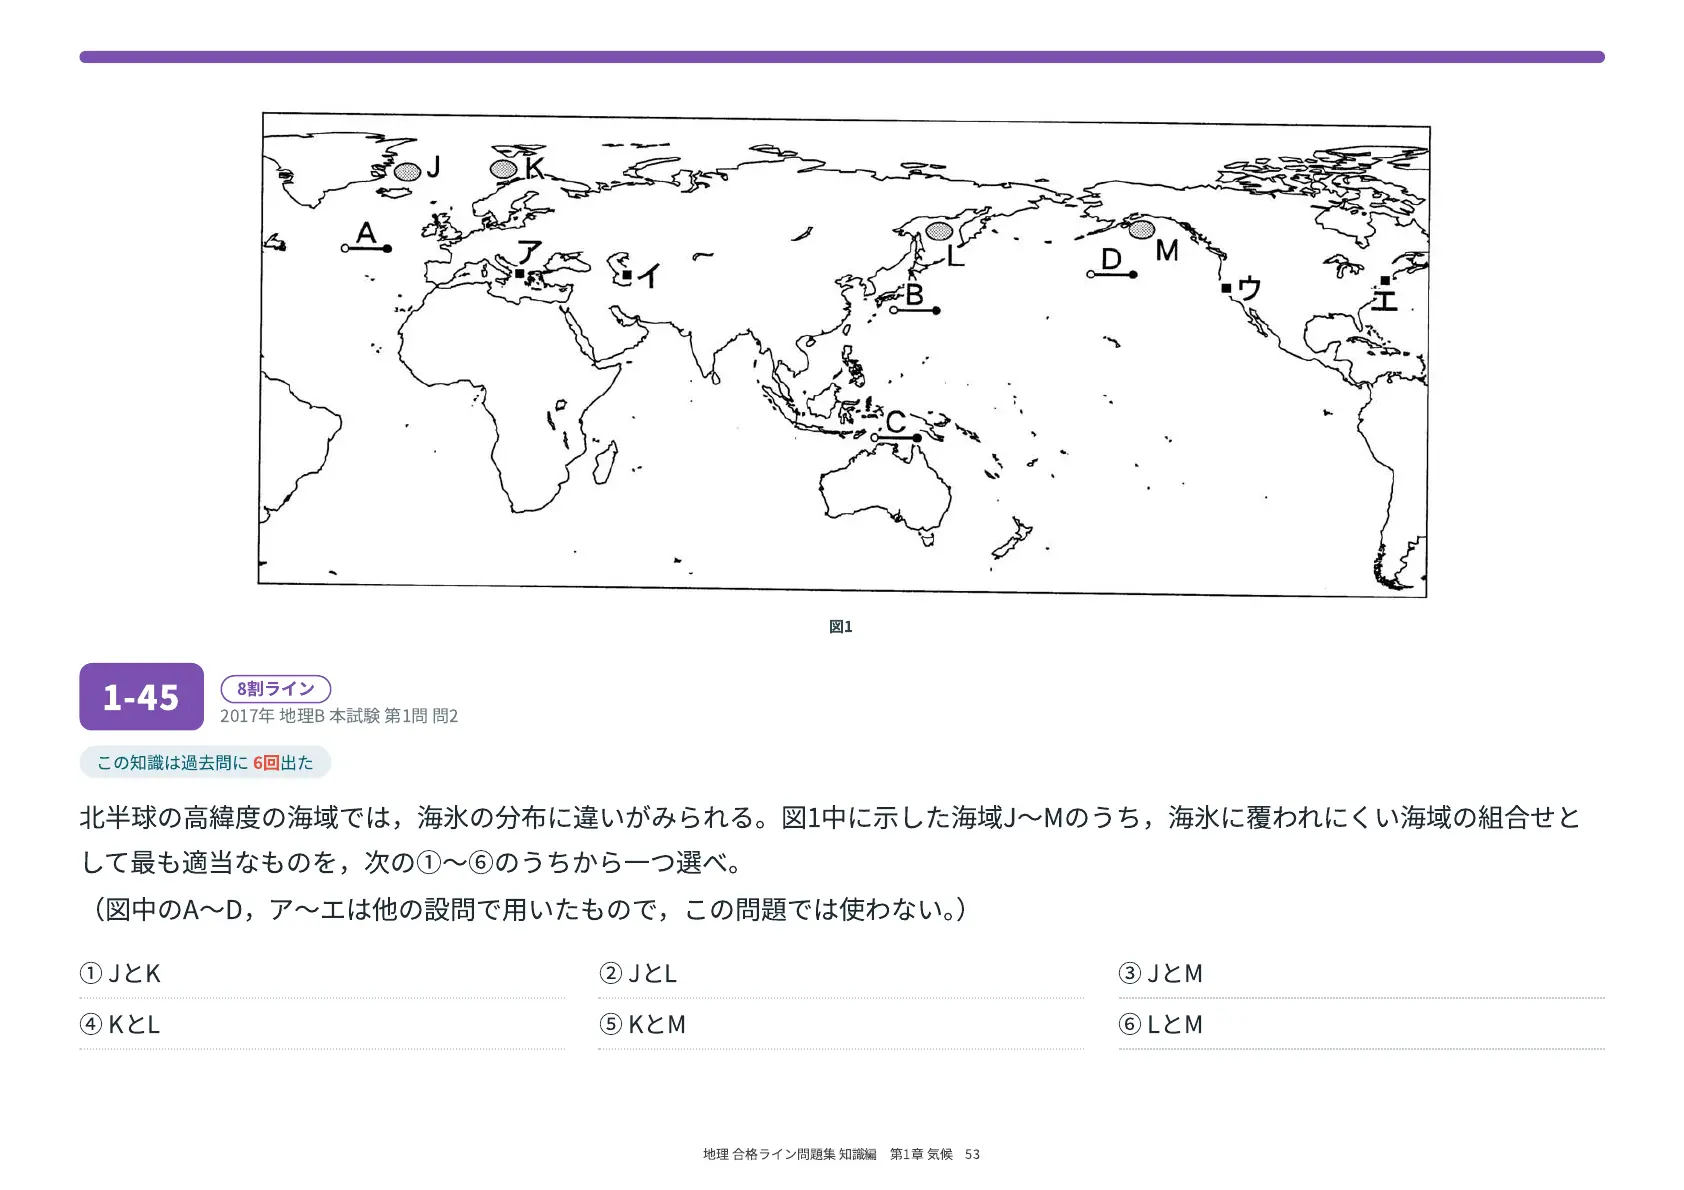 J
K
A
ア
イ
L
B
C
D
M
ウ
エ
図1
1-45
8割ライン
2017年 地理B 本試験 第1問 問2
この知識は過去問に 6回出た
北半球の高緯度の海域では，海氷の分布に違いがみられる。図1中に示した海域J～Mのうち，海氷に覆われにくい海域の組合せと
して最も適当なものを，次の①～⑥のうちから一つ選べ。
（図中のA～D，ア～エは他の設問で用いたもので，この問題では使わない。）
① JとK
② JとL
③ JとM
④ KとL
⑤ KとM
⑥ LとM
地理 合格ライン問題集 知識編 第1章 気候 53